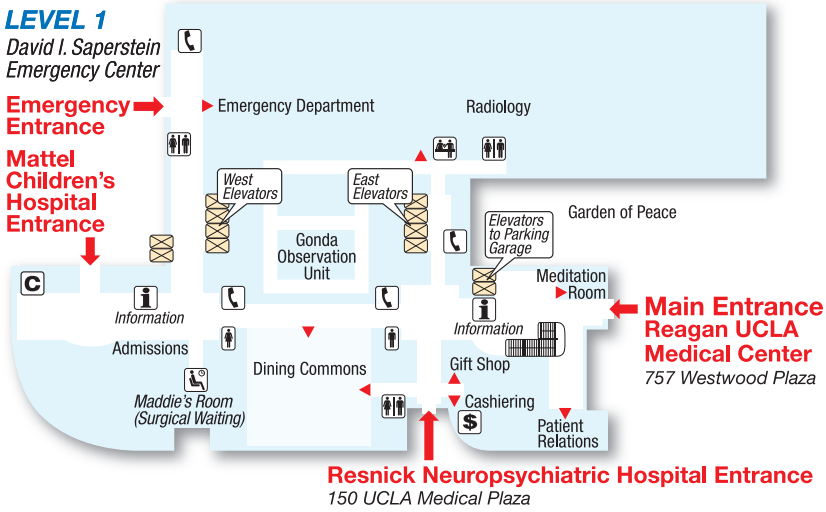 LEVEL 1
David I. Saperstein
Emergency Center
Emergency
Entrance
Emergency Department
Radiology
Mattel
Children's
Hospital
Entrance
West
Elevators
East
Elevators
Elevators
to Parking
Garage
Garden of Peace
Gonda
Observation
Unit
C
Meditation
Room
i
Information
i
Information
Main Entrance
Reagan UCLA
Medical Center
757 Westwood Plaza
Admissions
Dining Commons
Gift Shop
Maddie's Room
(Surgical Waiting)
Cashiering
$
Patient
Relations
Resnick Neuropsychiatric Hospital Entrance
150 UCLA Medical Plaza